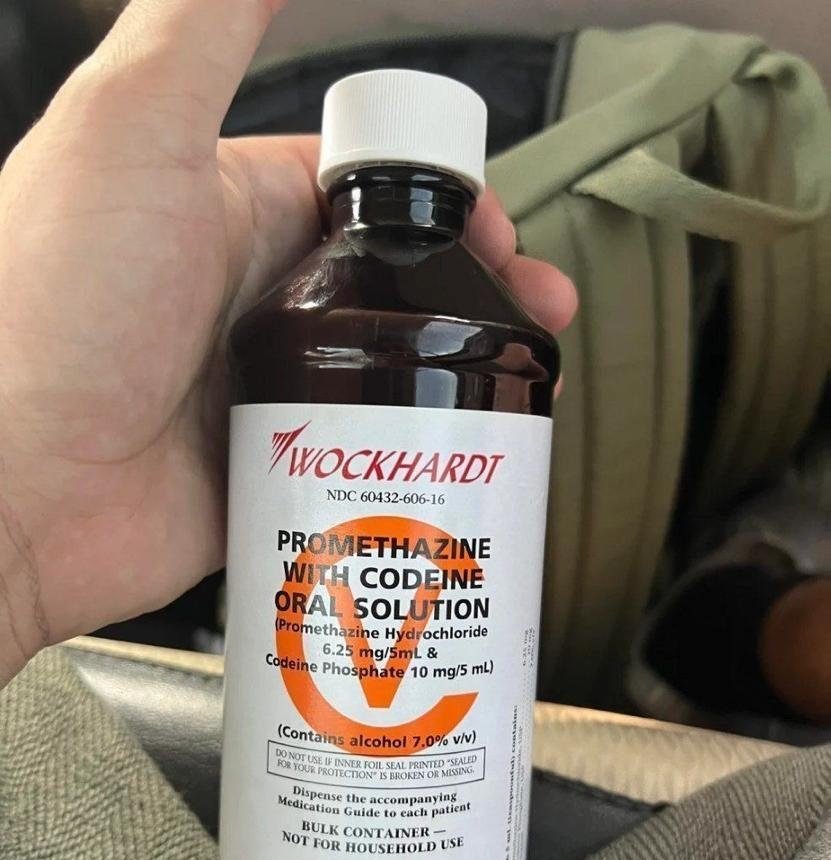 WOCKHARDT
NDC 60432-606-16
PROMETHAZINE
WITH CODEINE
ORAL SOLUTION
(Promethazine Hydrochloride
6.25 mg/5mL &
Codeine Phosphate 10 mg/5 mL)
CV
(Contains alcohol 7.0% v/v)
DO NOT USE IF INNER FOIL SEAL PRINTED "SEALED
FOR YOUR PROTECTION" IS BROKEN OR MISSING.
Dispense the accompanying
Medication Guide to each patient
BULK CONTAINER —
NOT FOR HOUSEHOLD USE